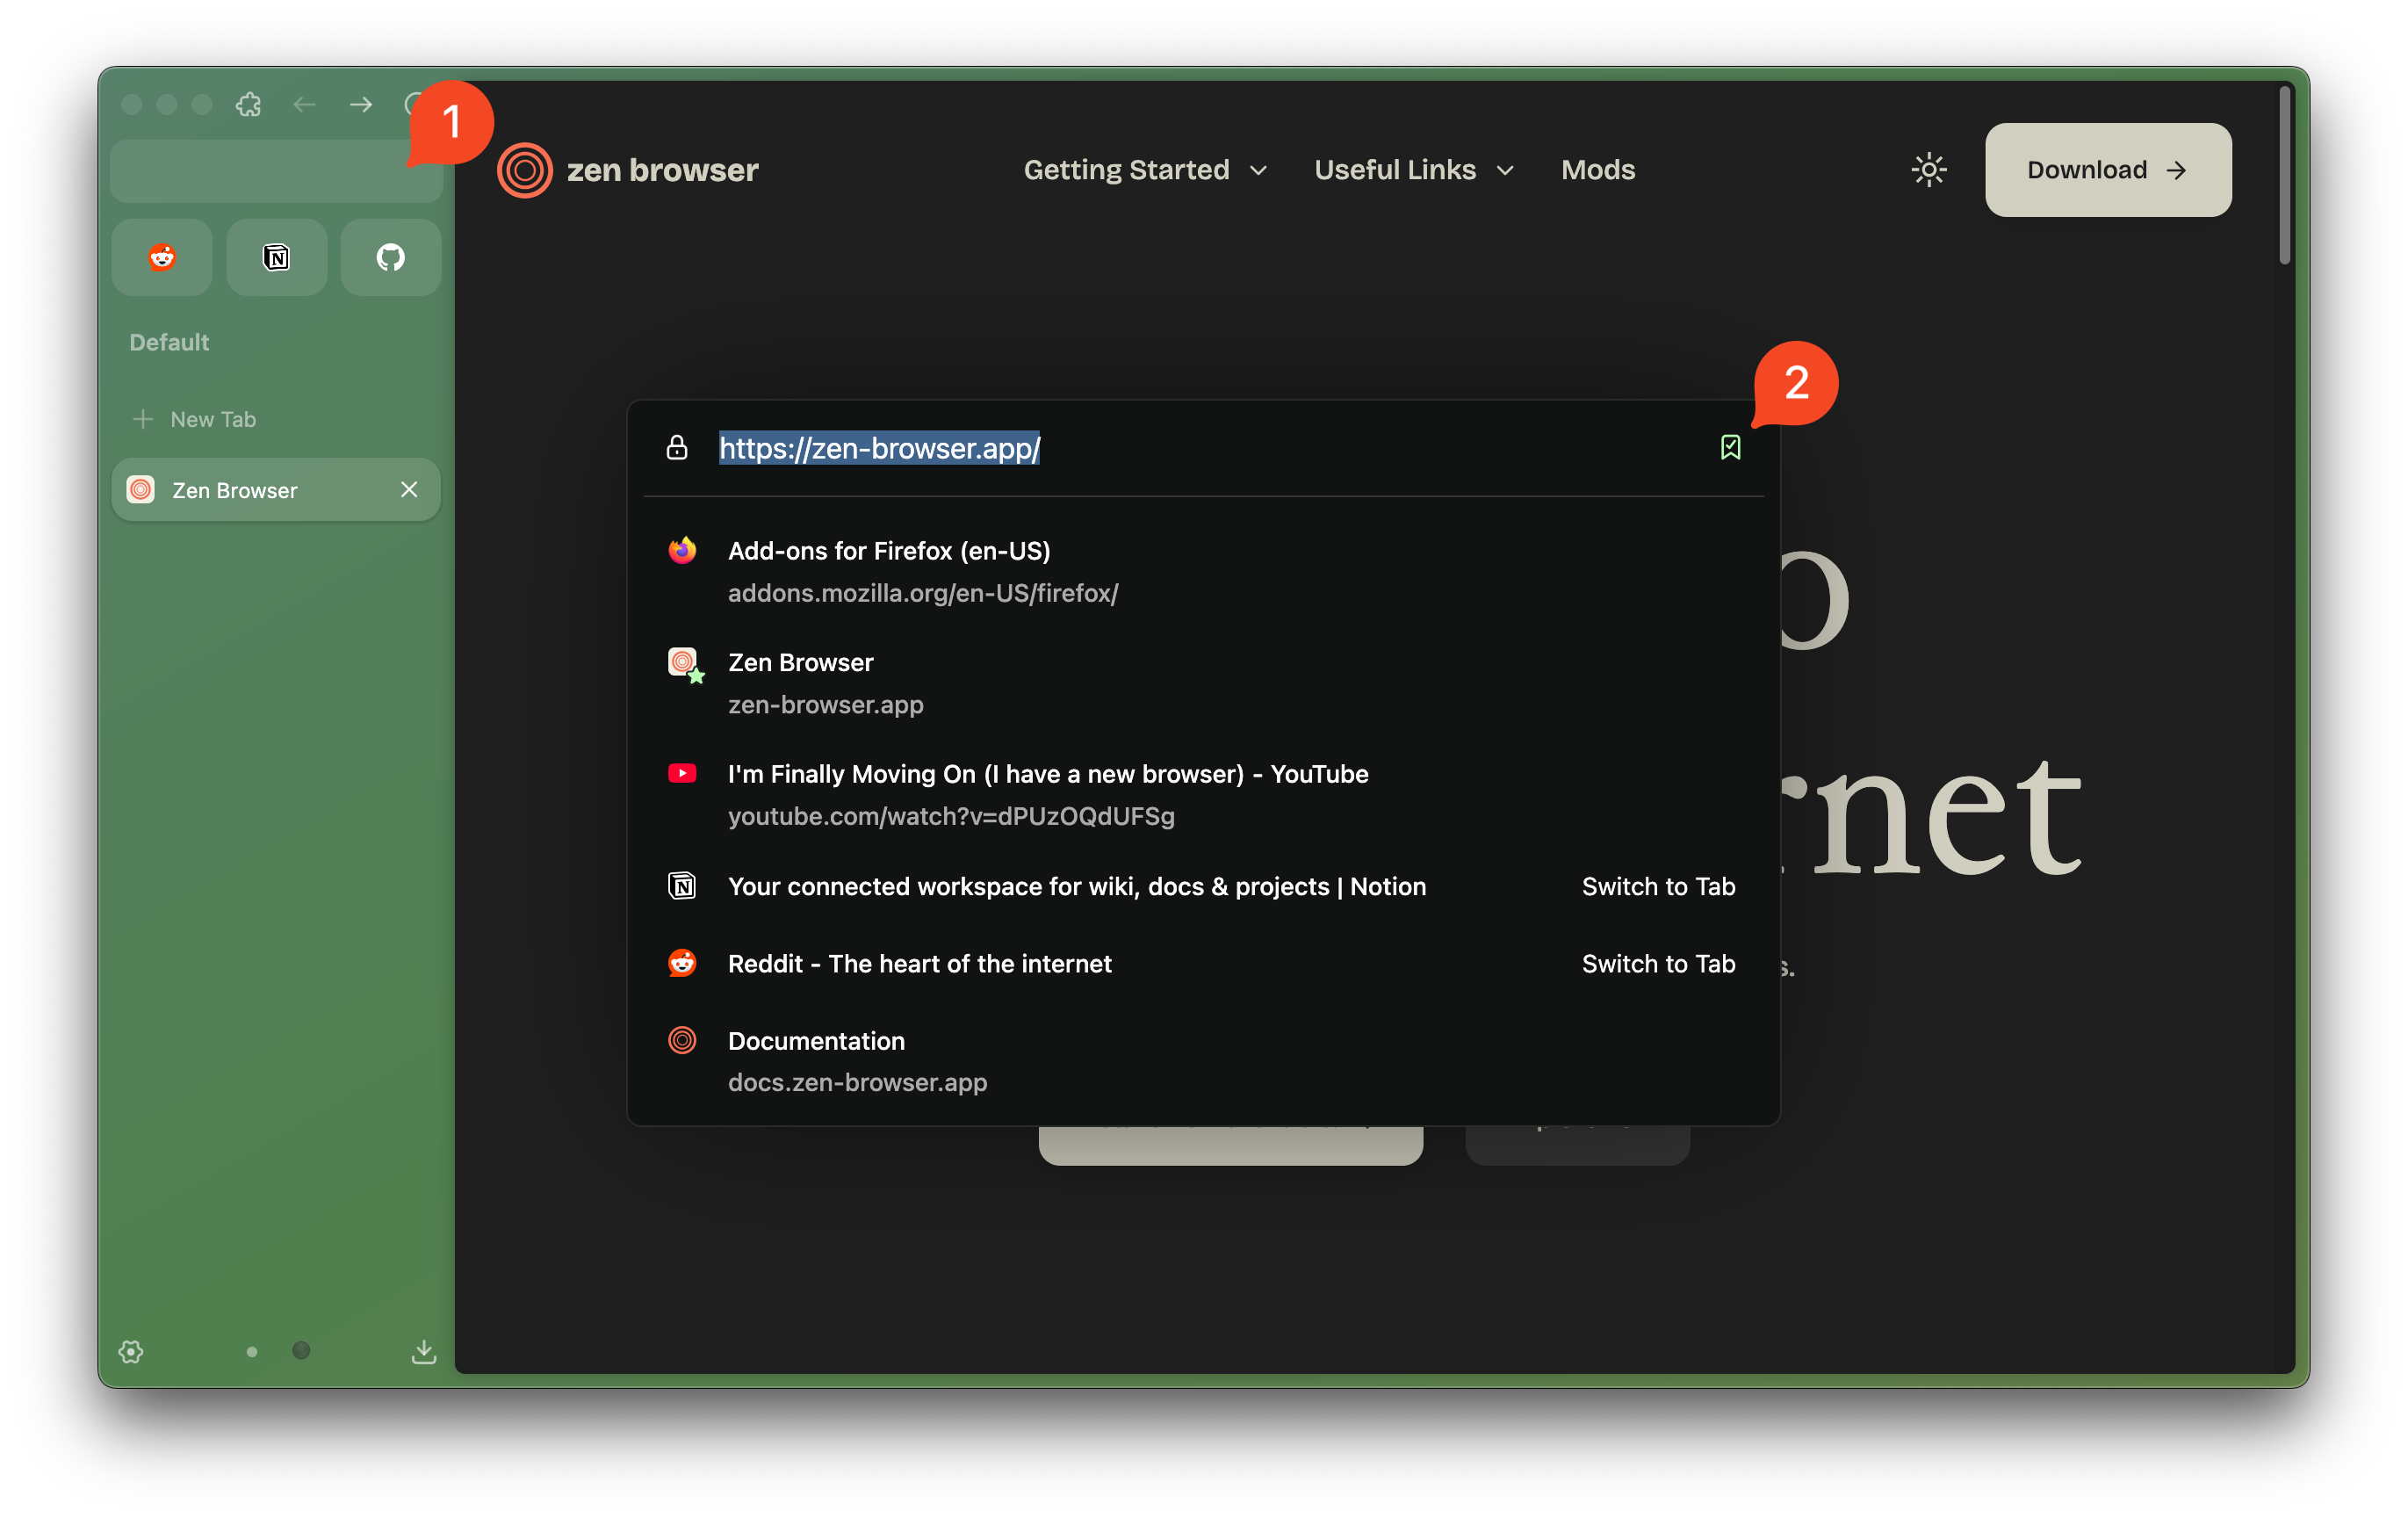 1
zen browser
Getting Started
Useful Links
Mods
Download
Default
New Tab
Zen Browser
2
https://zen-browser.app/
Add-ons for Firefox (en-US)
addons.mozilla.org/en-US/firefox/
Zen Browser
zen-browser.app
I'm Finally Moving On (I have a new browser) - YouTube
youtube.com/watch?v=dPUzOQdUFSg
Your connected workspace for wiki, docs & projects | Notion
Switch to Tab
Reddit - The heart of the internet
Switch to Tab
Documentation
docs.zen-browser.app